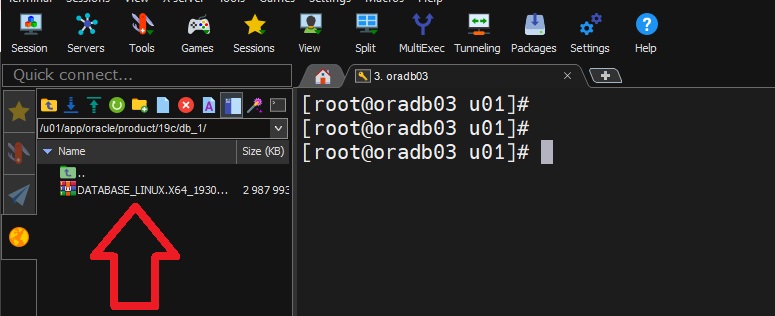 Terminal Sessions View X server Tools Games Settings Macros Help
Session Servers Tools Games Sessions View Split MultiExec Tunneling Packages Settings Help
Quick connect...
3. oradb03
/u01/app/oracle/product/19c/db_1/
Name Size (KB)
..
DATABASE_LINUX.X64_1930... 2 987 993
[root@oradb03 u01]#
[root@oradb03 u01]#
[root@oradb03 u01]#